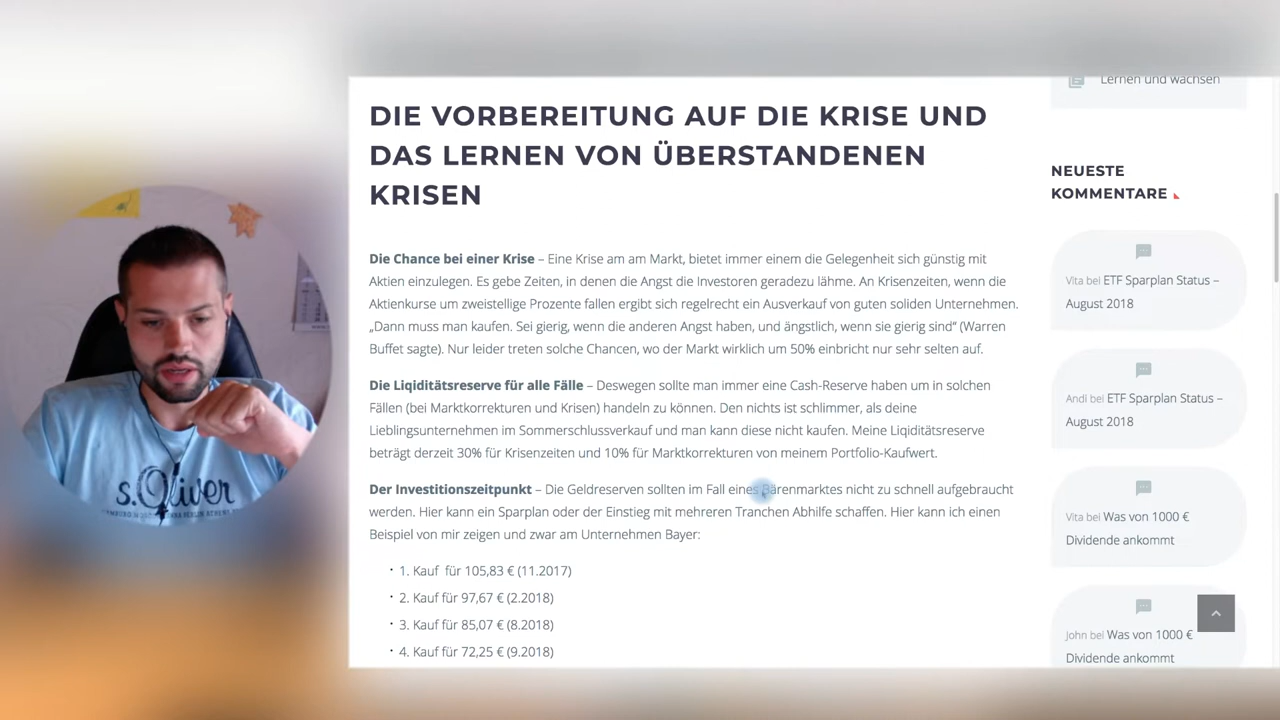 Lernen und wachsen
DIE VORBEREITUNG AUF DIE KRISE UND
DAS LERNEN VON ÜBERSTANDENEN
KRISEN
Die Chance bei einer Krise – Eine Krise am am Markt, bietet immer einem die Gelegenheit sich günstig mit
Aktien einzulegen. Es gebe Zeiten, in denen die Angst die Investoren geradezu lähme. An Krisenzeiten, wenn die
Aktienkurse um zweistellige Prozente fallen ergibt sich regelrecht ein Ausverkauf von guten soliden Unternehmen.
„Dann muss man kaufen. Sei gierig, wenn die anderen Angst haben, und ängstlich, wenn sie gierig sind“ (Warren
Buffet sagte). Nur leider treten solche Chancen, wo der Markt wirklich um 50% einbricht nur sehr selten auf.
Die Liqiditätsreserve für alle Fälle – Deswegen sollte man immer eine Cash-Reserve haben um in solchen
Fällen (bei Marktkorrekturen und Krisen) handeln zu können. Den nichts ist schlimmer, als deine
Lieblingsunternehmen im Sommerschlussverkauf und man kann diese nicht kaufen. Meine Liqiditätsreserve
beträgt derzeit 30% für Krisenzeiten und 10% für Marktkorrekturen von meinem Portfolio-Kaufwert.
Der Investitionszeitpunkt – Die Geldreserven sollten im Fall eines Bärenmarktes nicht zu schnell aufgebraucht
werden. Hier kann ein Sparplan oder der Einstieg mit mehreren Tranchen Abhilfe schaffen. Hier kann ich einen
Beispiel von mir zeigen und zwar am Unternehmen Bayer:
· 1. Kauf für 105,83 € (11.2017)
· 2. Kauf für 97,67 € (2.2018)
· 3. Kauf für 85,07 € (8.2018)
· 4. Kauf für 72,25 € (9.2018)
NEUESTE
KOMMENTARE
Vita bei ETF Sparplan Status –
August 2018
Andi bei ETF Sparplan Status –
August 2018
Vita bei Was von 1000 €
Dividende ankommt
John bei Was von 1000 €
Dividende ankommt
s.Oliver